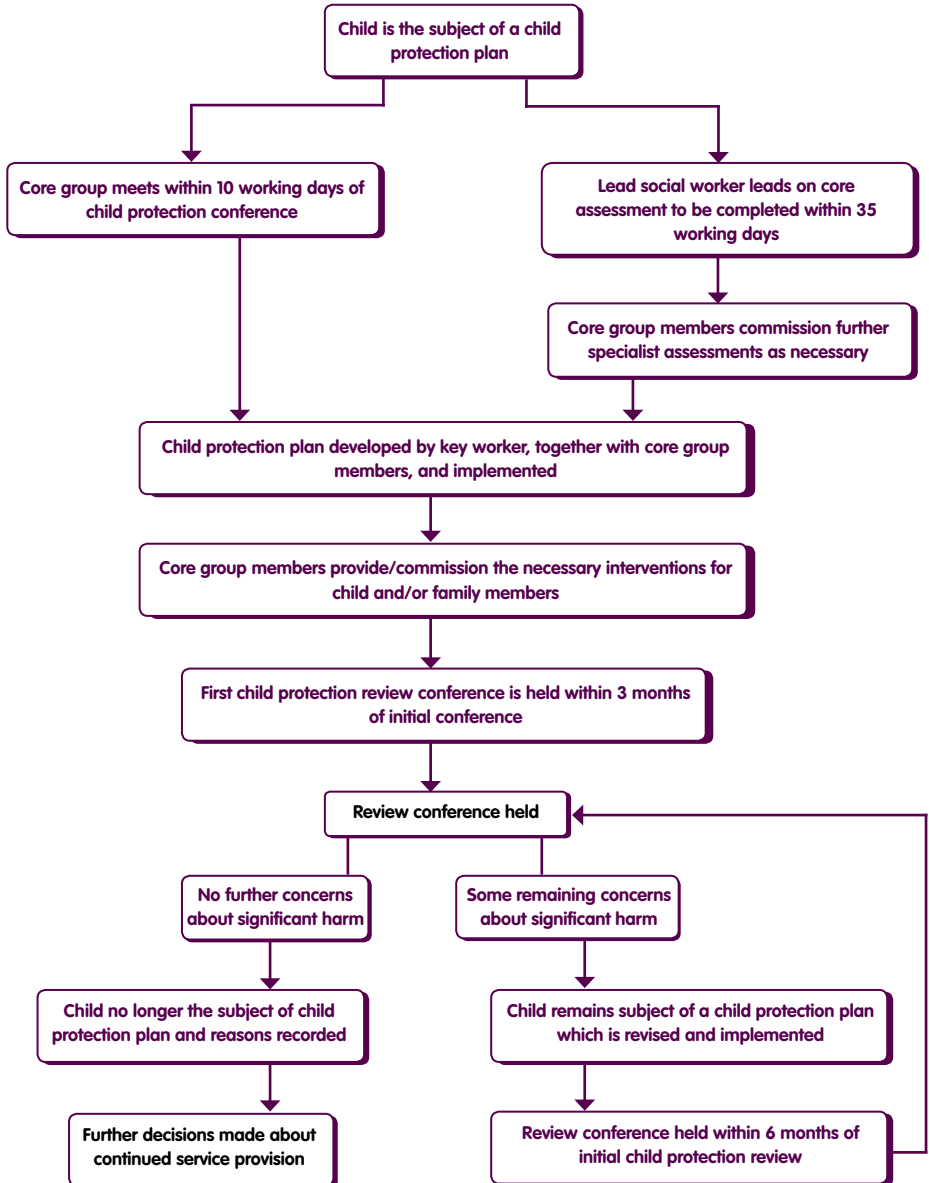 Child is the subject of a child
protection plan
Core group meets within 10 working days of
child protection conference
Lead social worker leads on core
assessment to be completed within 35
working days
Core group members commission further
specialist assessments as necessary
Child protection plan developed by key worker, together with core group
members, and implemented
Core group members provide/commission the necessary interventions for
child and/or family members
First child protection review conference is held within 3 months
of initial conference
Review conference held
No further concerns
about significant harm
Some remaining concerns
about significant harm
Child no longer the subject of child
protection plan and reasons recorded
Child remains subject of a child protection plan
which is revised and implemented
Further decisions made about
continued service provision
Review conference held within 6 months of
initial child protection review